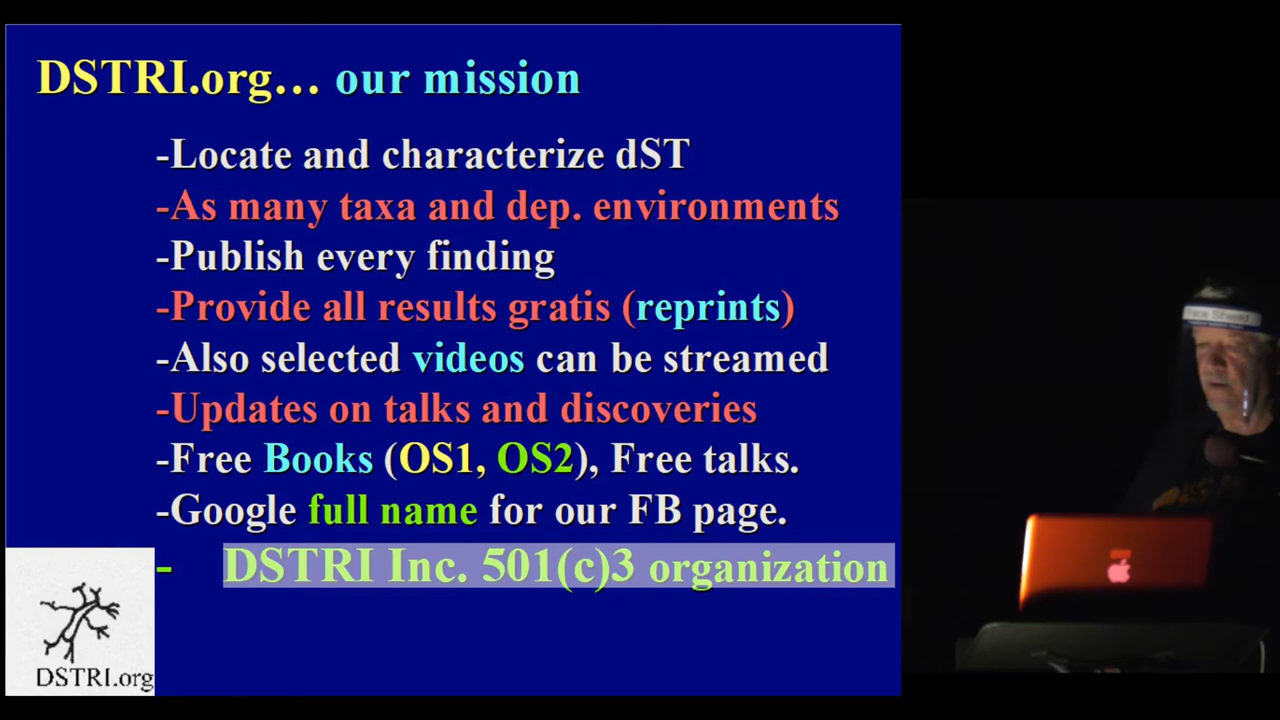 DSTRI.org… our mission
-Locate and characterize dST
-As many taxa and dep. environments
-Publish every finding
-Provide all results gratis (reprints)
-Also selected videos can be streamed
-Updates on talks and discoveries
-Free Books (OS1, OS2), Free talks.
-Google full name for our FB page.
- DSTRI Inc. 501(c)3 organization
DSTRI.org
Face Shield